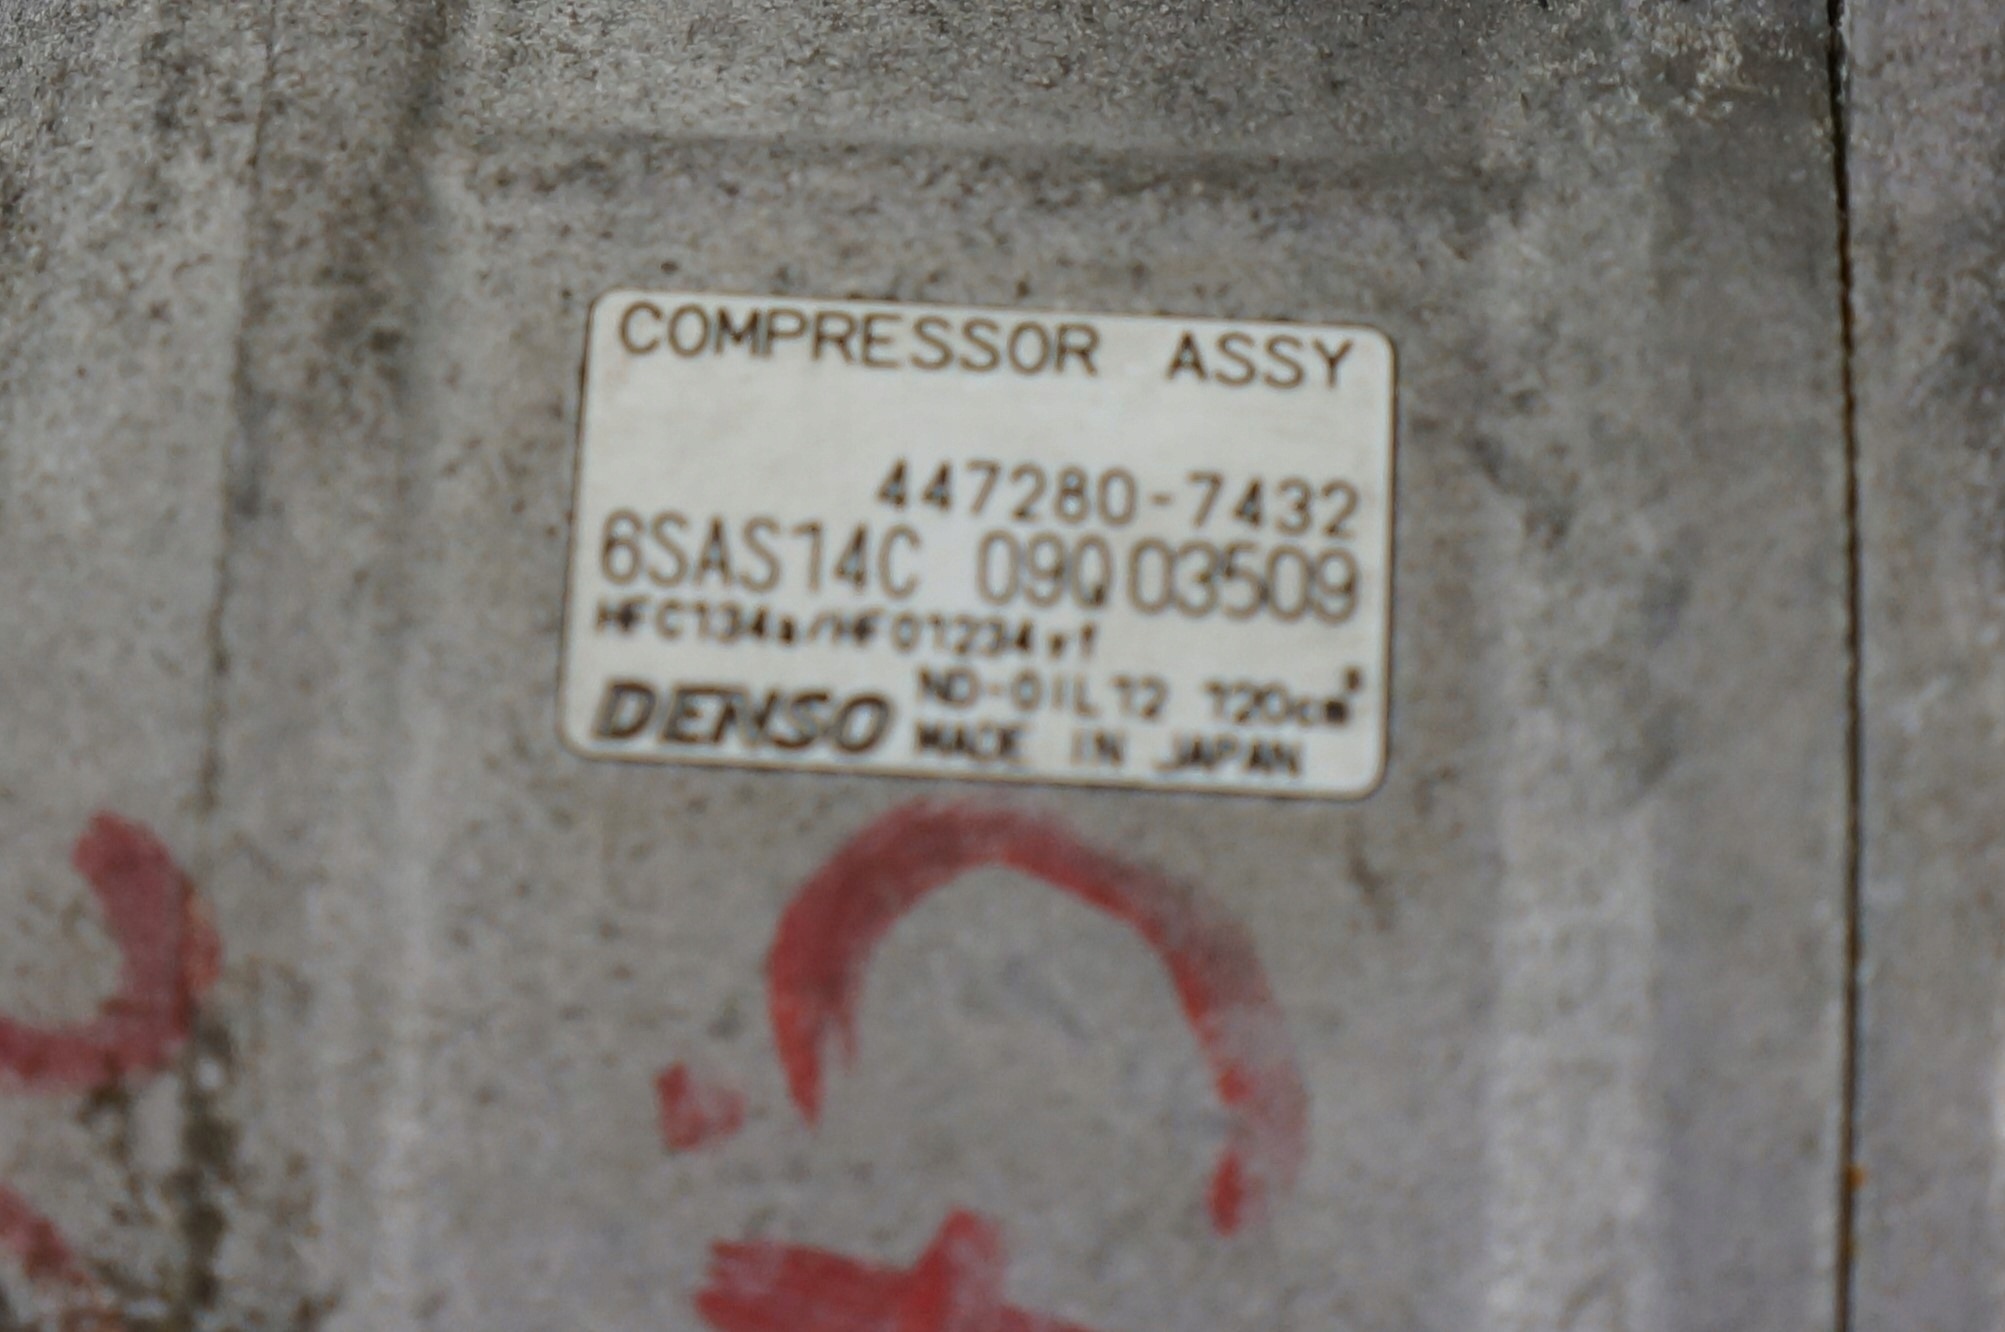 COMPRESSOR ASSY
447280-7432
6SAS14C 09Q03509
HFC134a/HFO1234yf
ND-OIL12 120cm³
DENSO MADE IN JAPAN